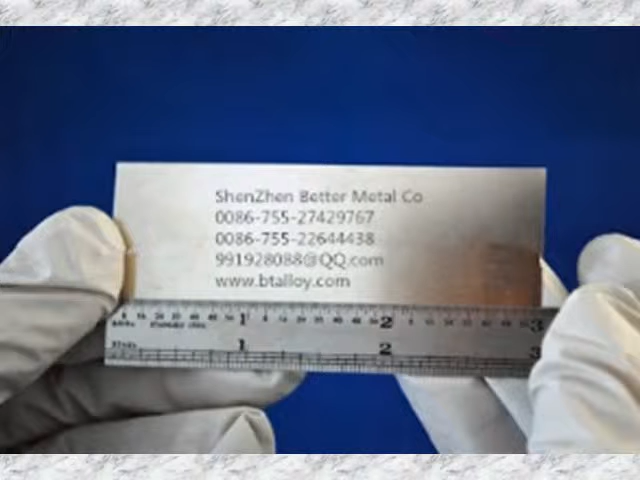 ShenZhen Better Metal Co
0086-755-27429767
0086-755-22644438
991928088@QQ.com
www.btalloy.com
1 2 3
1 2 3